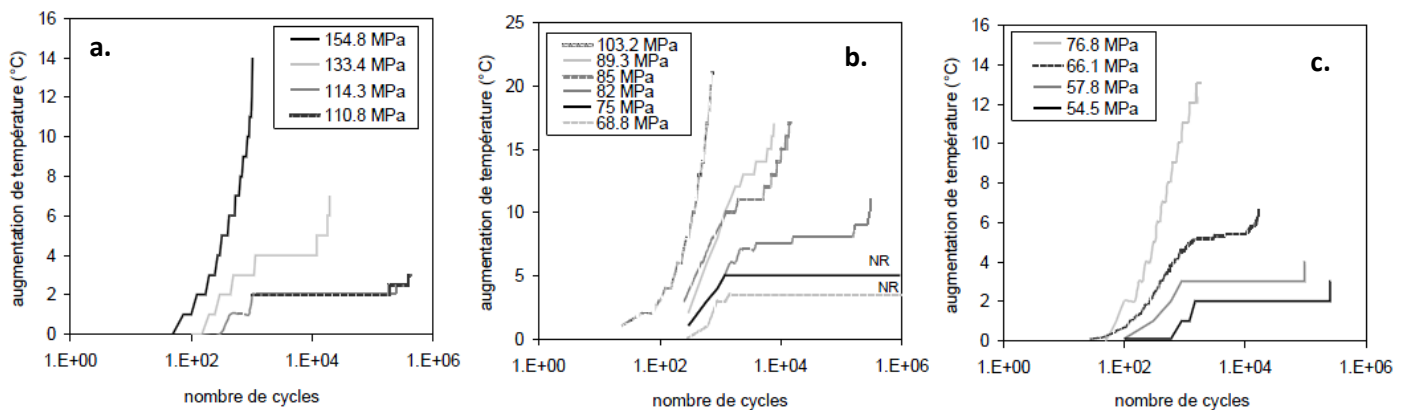 a.
154.8 MPa
133.4 MPa
114.3 MPa
110.8 MPa
augmentation de température (°C)
16
14
12
10
8
6
4
2
0
1.E+00
1.E+02
1.E+04
1.E+06
nombre de cycles
b.
103.2 MPa
89.3 MPa
85 MPa
82 MPa
75 MPa
68.8 MPa
NR
NR
augmentation de température (°C)
25
20
15
10
5
0
1.E+00
1.E+02
1.E+04
1.E+06
nombre de cycles
c.
76.8 MPa
66.1 MPa
57.8 MPa
54.5 MPa
augmentation de température (°C)
16
14
12
10
8
6
4
2
0
1.E+00
1.E+02
1.E+04
1.E+06
nombre de cycles